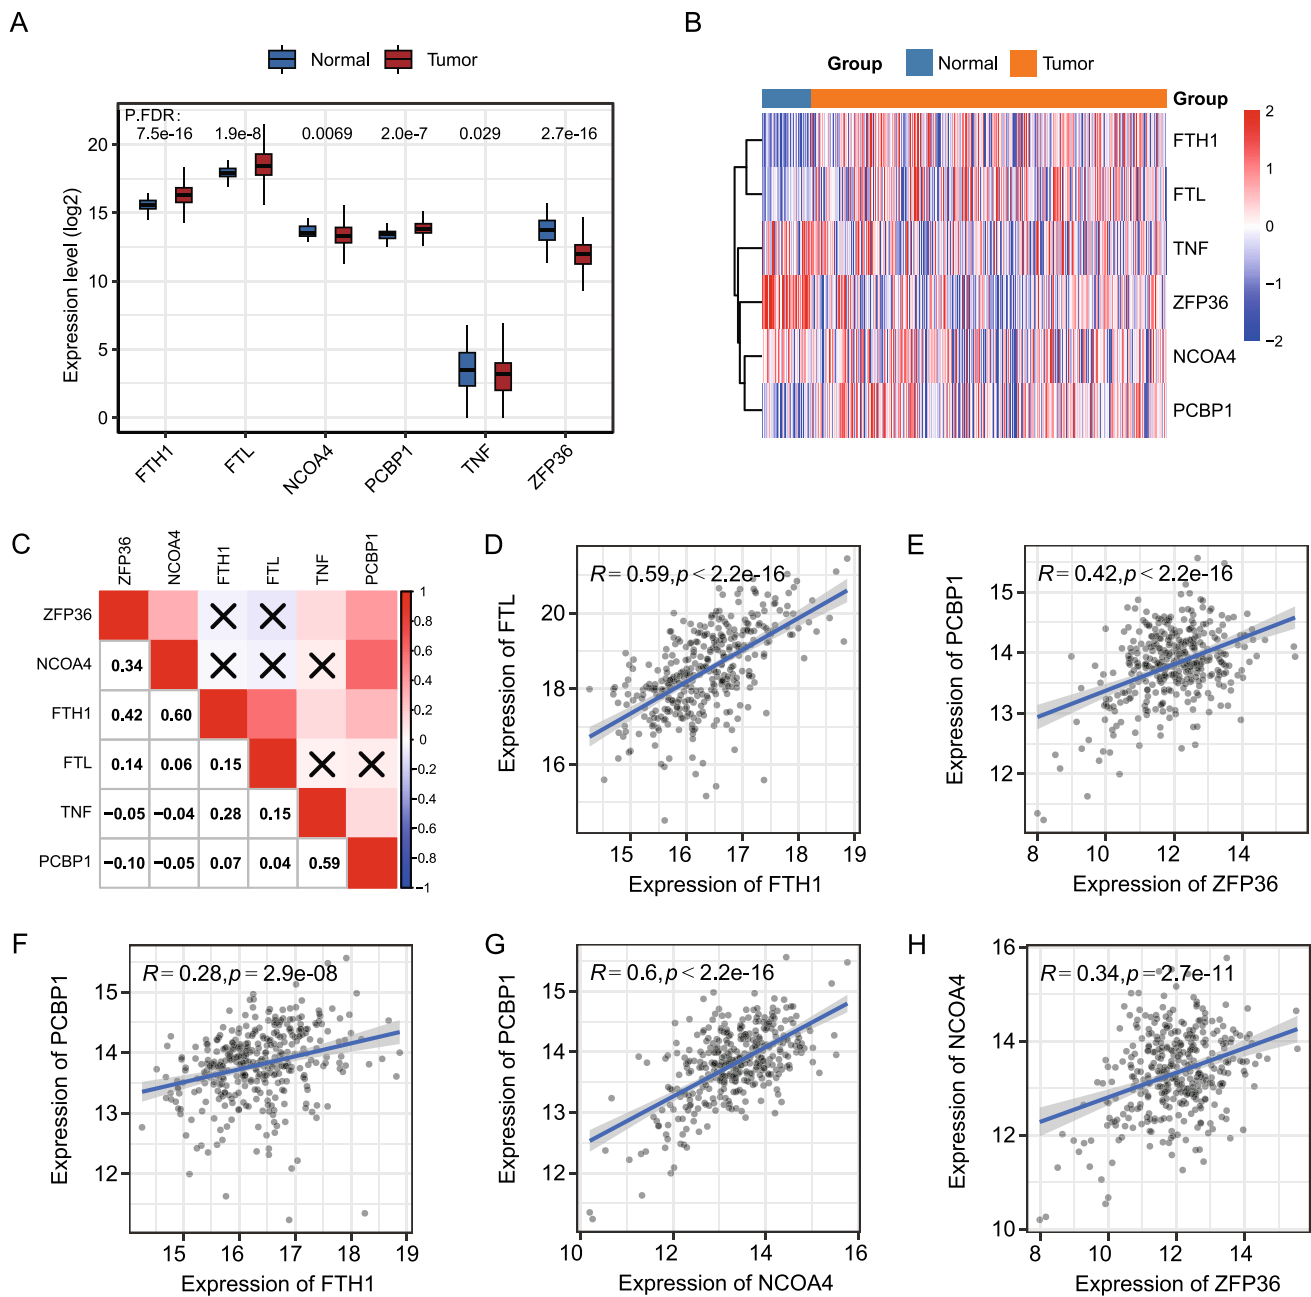 A
Normal Tumor
P.FDR:
7.5e-16 1.9e-8 0.0069 2.0e-7 0.029 2.7e-16
Expression level (log2)
20
15
10
5
0
FTH1 FTL NCOA4 PCBP1 TNF ZFP36
B
Group Normal Tumor
Group
FTH1
FTL
TNF
ZFP36
NCOA4
PCBP1
2
1
0
−1
−2
C
ZFP36 NCOA4 FTH1 FTL TNF PCBP1
ZFP36
NCOA4 0.34
FTH1 0.42 0.60
FTL 0.14 0.06 0.15
TNF −0.05 −0.04 0.28 0.15
PCBP1 −0.10 −0.05 0.07 0.04 0.59
1
0.8
0.6
0.4
0.2
0
−0.2
−0.4
−0.6
−0.8
−1
D
R = 0.59, p < 2.2e-16
Expression of FTL
20
18
16
15 16 17 18 19
Expression of FTH1
E
R = 0.42, p < 2.2e-16
Expression of PCBP1
15
14
13
12
8 10 12 14
Expression of ZFP36
F
R = 0.28, p = 2.9e-08
Expression of PCBP1
15
14
13
12
15 16 17 18 19
Expression of FTH1
G
R = 0.6, p < 2.2e-16
Expression of PCBP1
15
14
13
12
10 12 14 16
Expression of NCOA4
H
R = 0.34, p = 2.7e-11
Expression of NCOA4
16
14
12
10
8 10 12 14
Expression of ZFP36